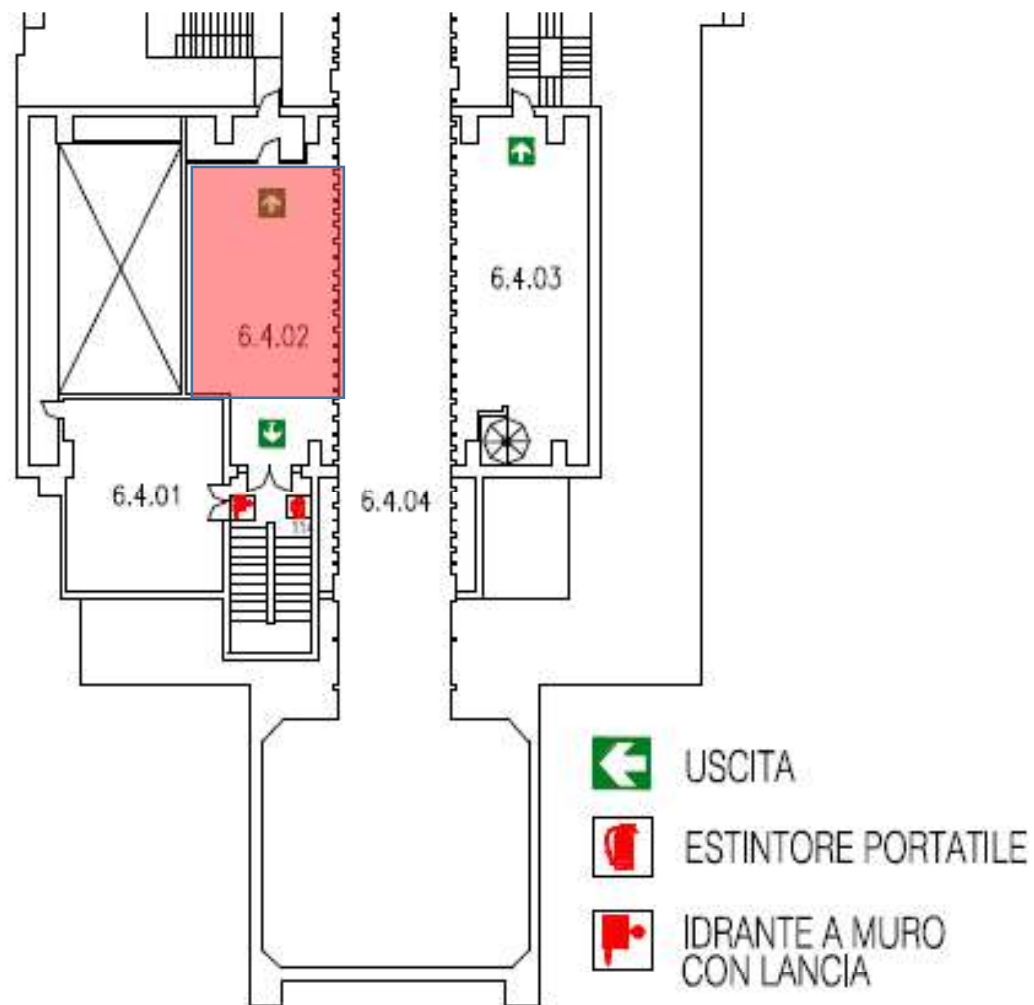 6.4.03
6.4.02
6.4.01
6.4.04
USCITA
ESTINTORE PORTATILE
IDRANTE A MURO
CON LANCIA